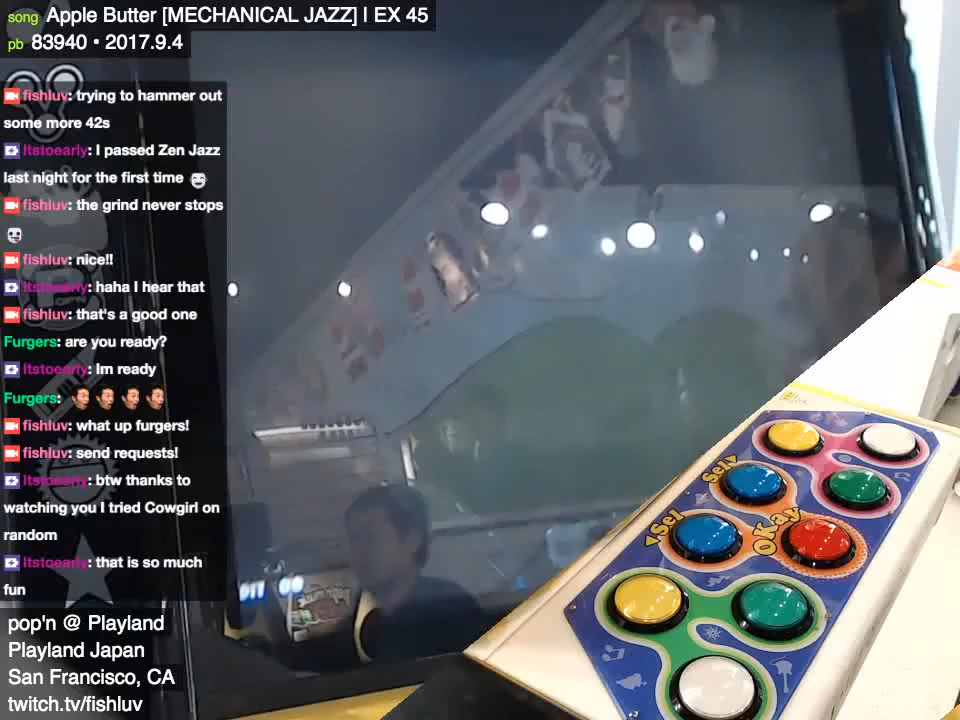 song Apple Butter [MECHANICAL JAZZ] l EX 45
pb 83940 • 2017.9.4
fishluv: trying to hammer out
some more 42s
Itstoearly: I passed Zen Jazz
last night for the first time
fishluv: the grind never stops
fishluv: nice!!
Itstoearly: haha I hear that
fishluv: that's a good one
Furgers: are you ready?
Itstoearly: Im ready
Furgers:
fishluv: what up furgers!
fishluv: send requests!
Itstoearly: btw thanks to
watching you I tried Cowgirl on
random
Itstoearly: that is so much
fun
pop'n @ Playland
Playland Japan
San Francisco, CA
twitch.tv/fishluv
Sel
Sel
OKay